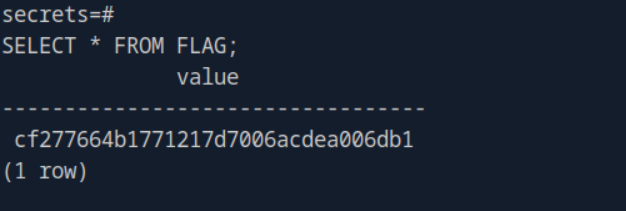 secrets=#
SELECT * FROM FLAG;
value
----------------------------------
cf277664b1771217d7006acdea006db1
(1 row)